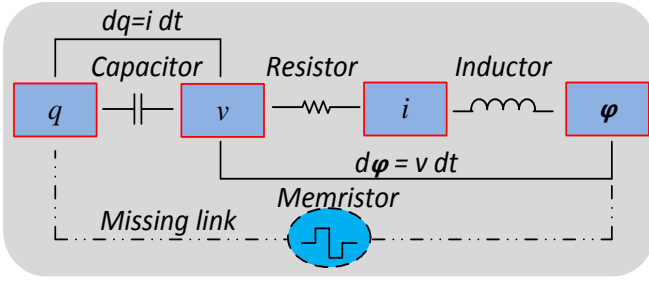 dq=i dt
Capacitor
Resistor
Inductor
q
v
i
φ
dφ = v dt
Memristor
Missing link